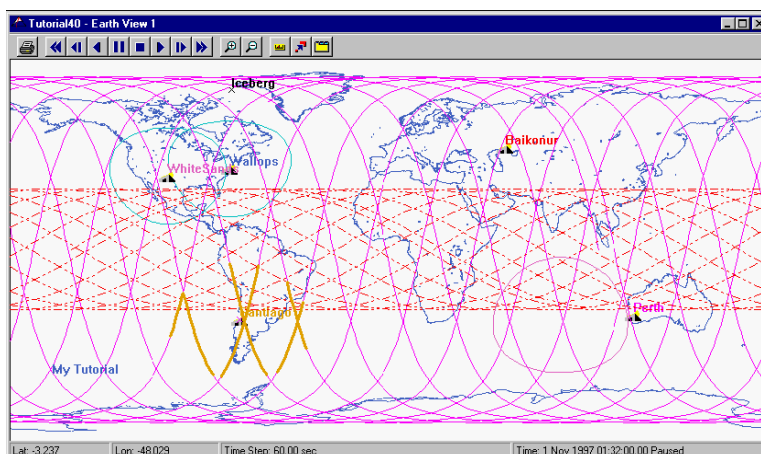 Tutorial40 - Earth View 1
Iceberg
Baikonur
Wallops
WhiteSands
Santiago
Perth
My Tutorial
Lat: -3.237
Lon: -48.029
Time Step: 60.00 sec
Time: 1 Nov 1997 01:32:00.00 Paused